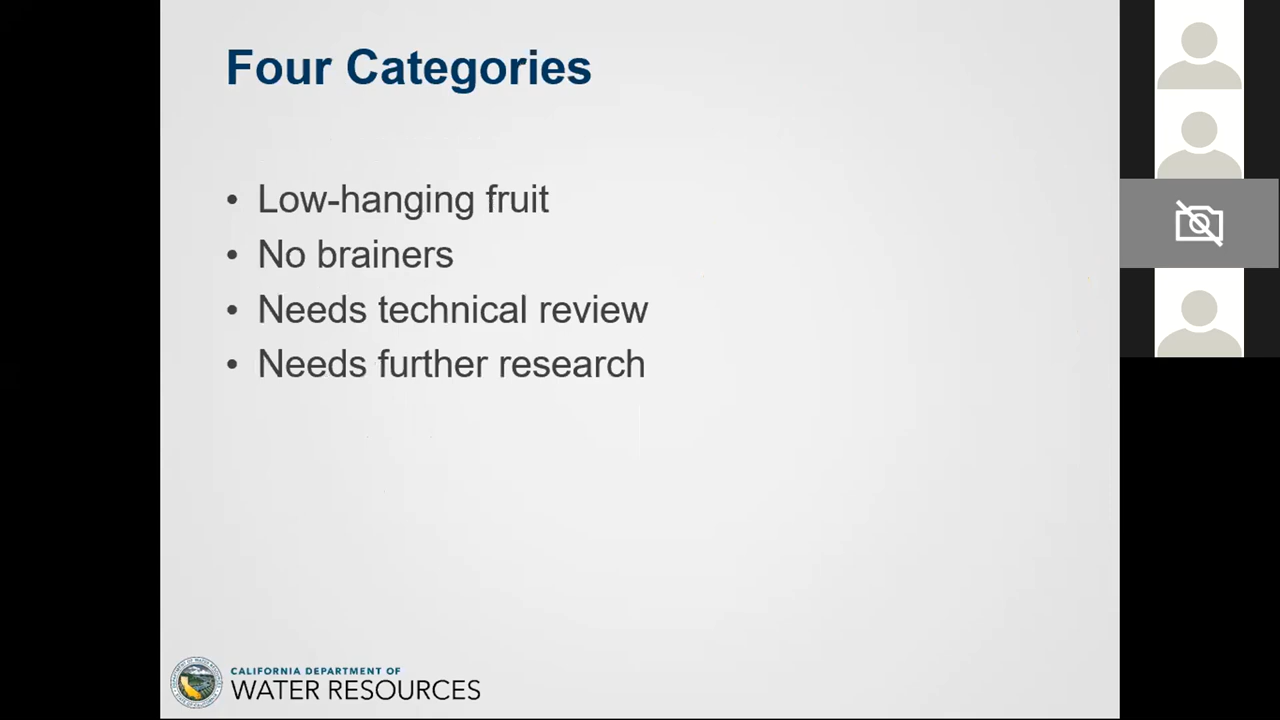 Four Categories
• Low-hanging fruit
• No brainers
• Needs technical review
• Needs further research
CALIFORNIA DEPARTMENT OF
WATER RESOURCES